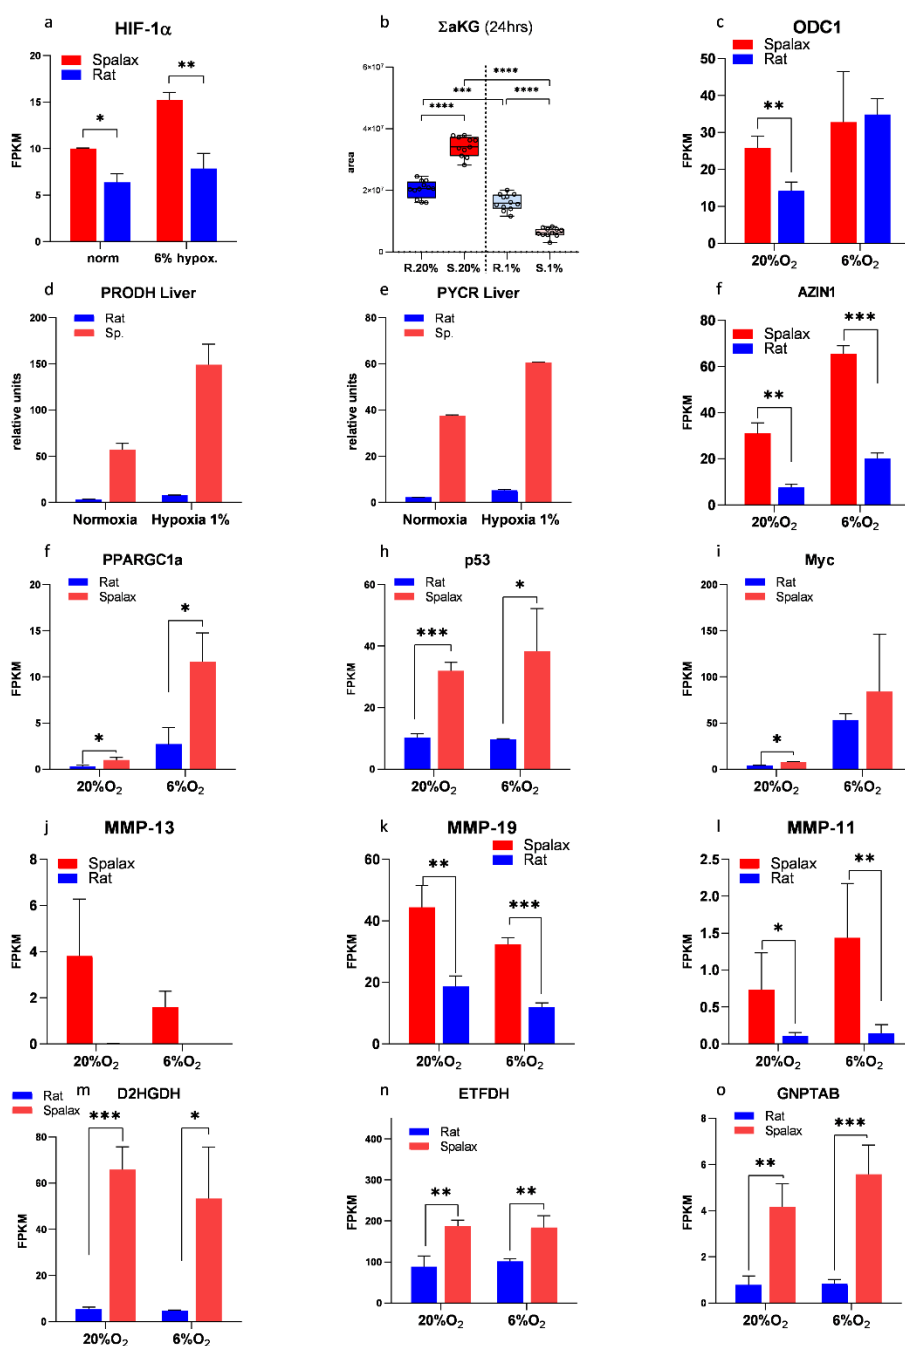 a
HIF-1α
Spalax
Rat
FPKM
20
15
10
5
0
*
**
norm
6% hypox.
b
ΣaKG (24hrs)
area
6×10⁷
4×10⁷
2×10⁷
0
****
***
****
****
R.20%
S.20%
R.1%
S.1%
c
ODC1
Spalax
Rat
FPKM
50
40
30
20
10
0
**
20%O₂
6%O₂
d
PRODH Liver
Rat
Sp.
relative units
200
150
100
50
0
Normoxia
Hypoxia 1%
e
PYCR Liver
Rat
Sp.
relative units
80
60
40
20
0
Normoxia
Hypoxia 1%
f
AZIN1
Spalax
Rat
FPKM
80
60
40
20
0
**
***
20%O₂
6%O₂
f
PPARGC1a
Rat
Spalax
FPKM
20
15
10
5
0
*
*
20%O₂
6%O₂
h
p53
Rat
Spalax
FPKM
60
40
20
0
***
*
20%O₂
6%O₂
i
Myc
Rat
Spalax
FPKM
200
150
100
50
0
*
20%O₂
6%O₂
j
MMP-13
Spalax
Rat
FPKM
8
6
4
2
0
20%O₂
6%O₂
k
MMP-19
Spalax
Rat
FPKM
60
40
20
0
**
***
20%O₂
6%O₂
l
MMP-11
Spalax
Rat
FPKM
2.5
2.0
1.5
1.0
0.5
0.0
*
**
20%O₂
6%O₂
m
D2HGDH
Rat
Spalax
FPKM
80
60
40
20
0
***
*
20%O₂
6%O₂
n
ETFDH
Rat
Spalax
FPKM
400
300
200
100
0
**
**
20%O₂
6%O₂
o
GNPTAB
Rat
Spalax
FPKM
8
6
4
2
0
**
***
20%O₂
6%O₂